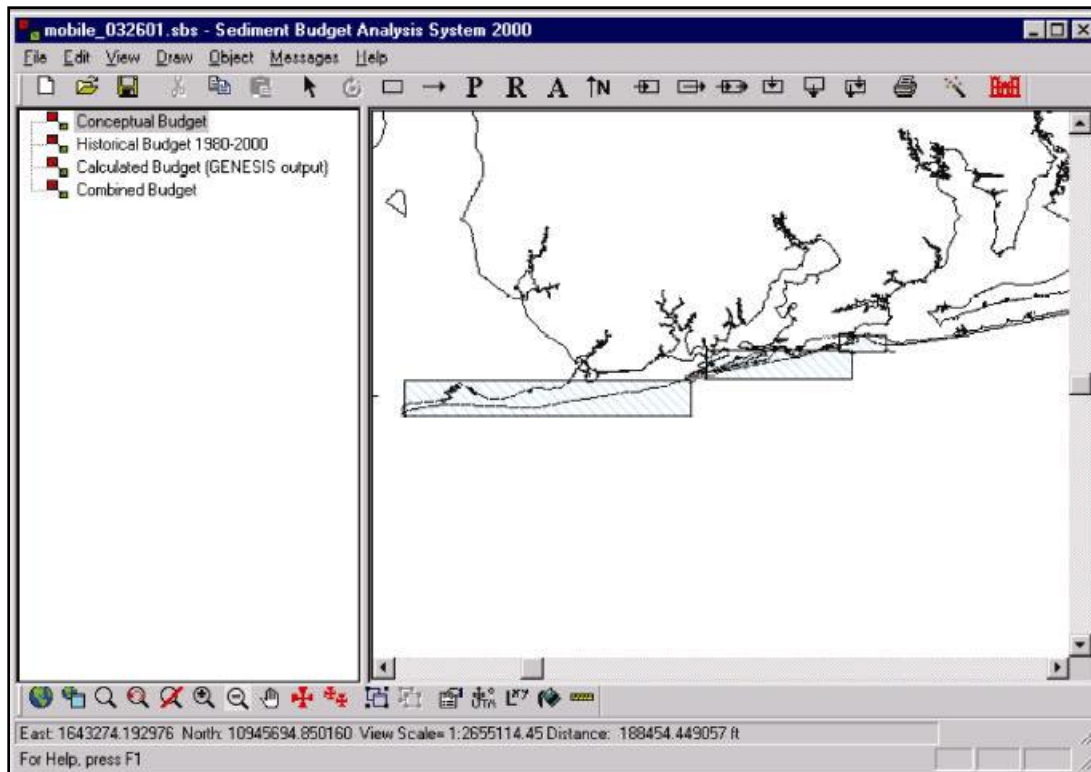 mobile_032601.sbs - Sediment Budget Analysis System 2000
File Edit View Draw Object Messages Help
P R A N
Conceptual Budget
Historical Budget 1980-2000
Calculated Budget (GENESIS output)
Combined Budget
East: 1643274.192976 North: 10945694.850160 View Scale= 1:2655114.45 Distance: 188454.449057 ft
For Help, press F1